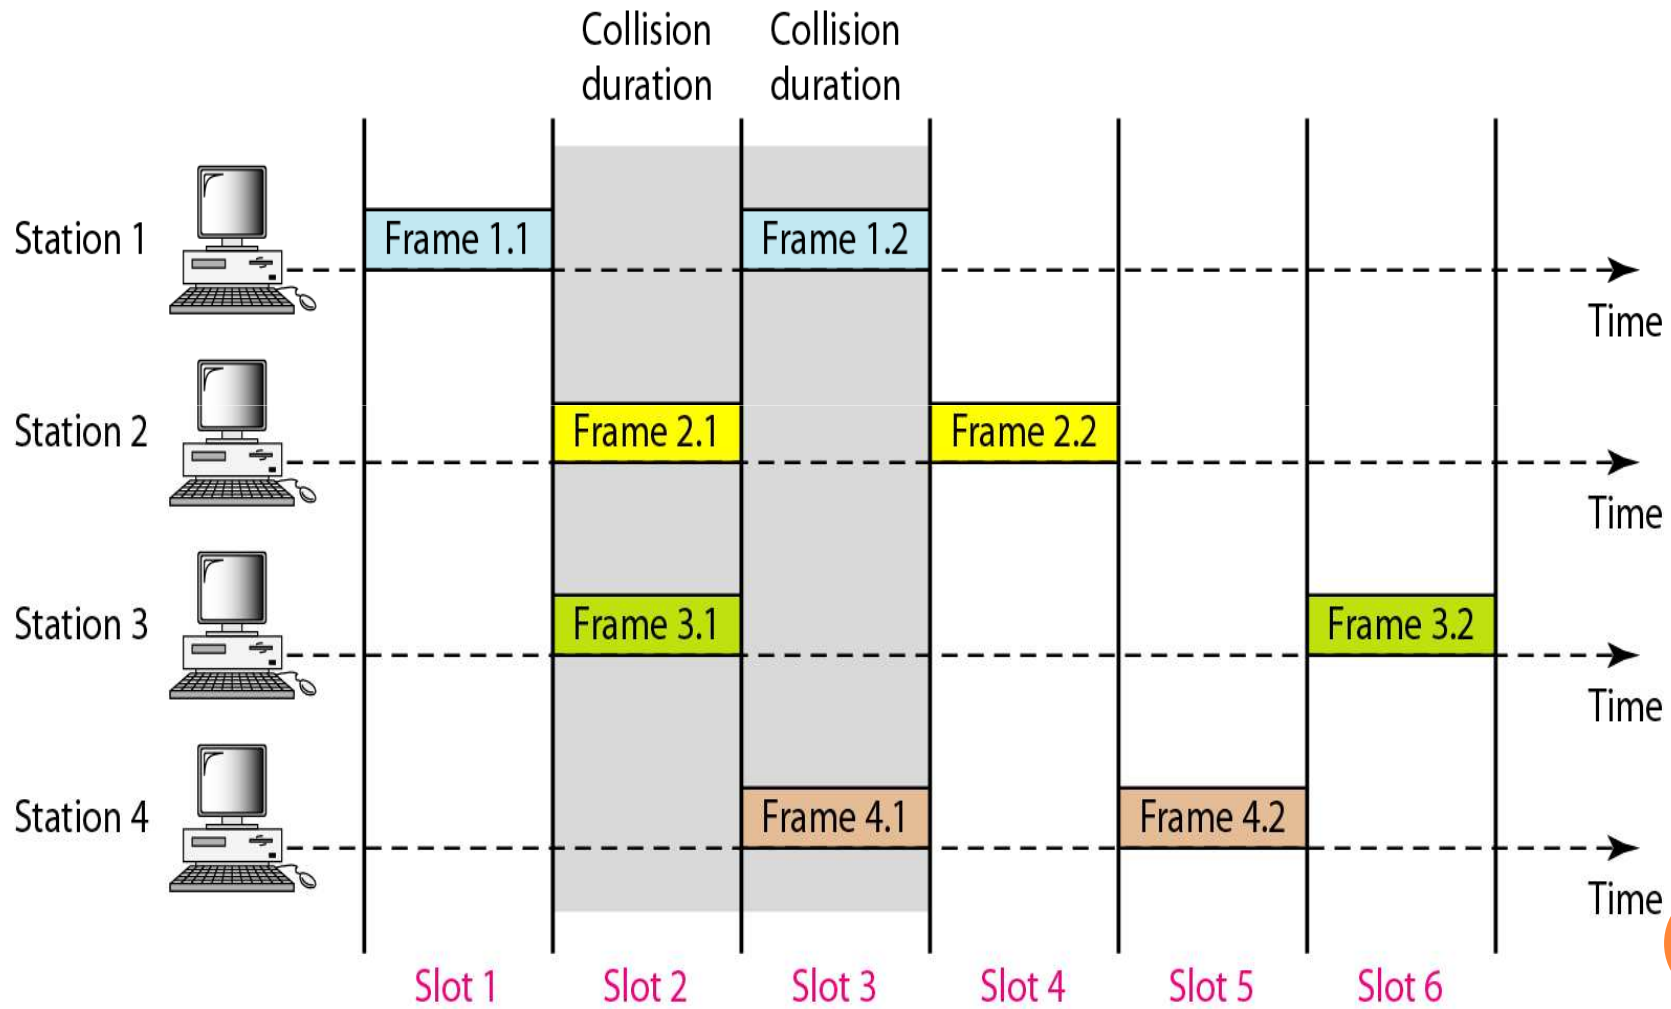 Collision Collision
duration duration
Station 1 Frame 1.1 Frame 1.2
Time
Station 2 Frame 2.1 Frame 2.2
Time
Station 3 Frame 3.1 Frame 3.2
Time
Station 4 Frame 4.1 Frame 4.2
Time
Slot 1 Slot 2 Slot 3 Slot 4 Slot 5 Slot 6